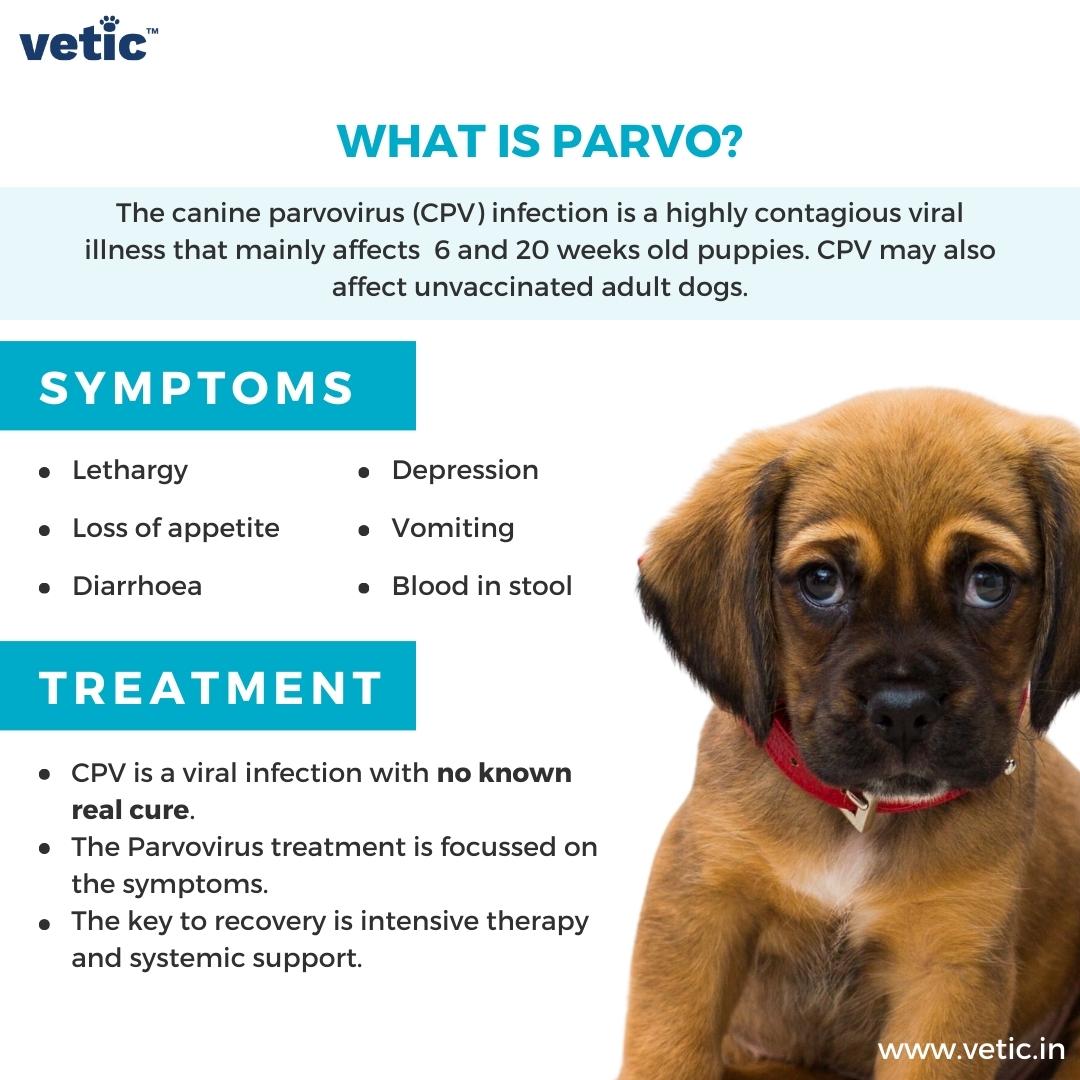 vetic™
WHAT IS PARVO?
The canine parvovirus (CPV) infection is a highly contagious viral
illness that mainly affects 6 and 20 weeks old puppies. CPV may also
affect unvaccinated adult dogs.
SYMPTOMS
• Lethargy
• Loss of appetite
• Diarrhoea
• Depression
• Vomiting
• Blood in stool
TREATMENT
• CPV is a viral infection with no known
real cure.
• The Parvovirus treatment is focussed on
the symptoms.
• The key to recovery is intensive therapy
and systemic support.
www.vetic.in